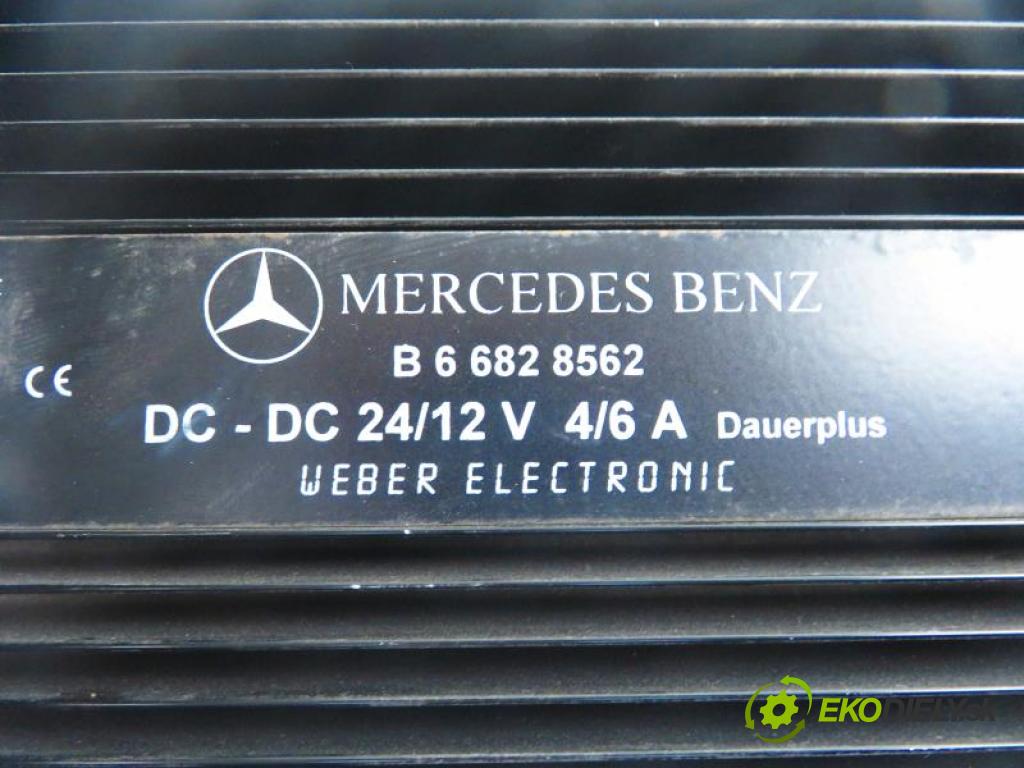 MERCEDES BENZ
B 6 682 8562
CE
DC - DC 24/12 V 4/6 A Dauerplus
WEBER ELECTRONIC
EKODIELY.SK